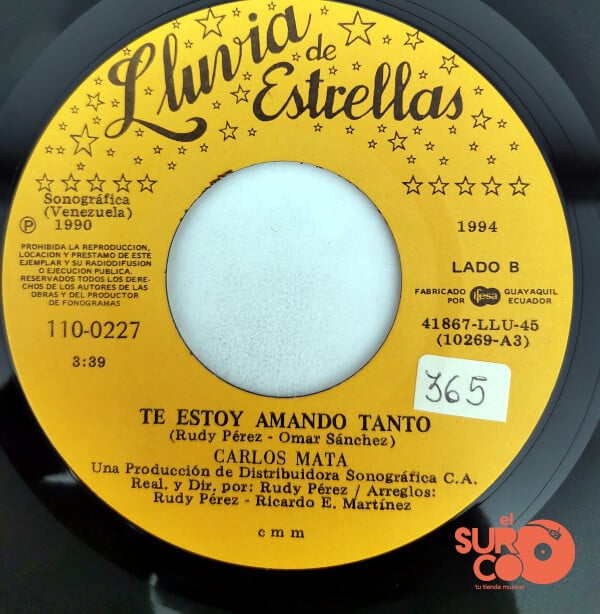 Lluvia
de
Estrellas
Sonográfica
(Venezuela)
Ⓟ 1990
PROHIBIDA LA REPRODUCCION,
LOCACION Y PRESTAMO DE ESTE
EJEMPLAR Y SU RADIODIFUSION
O EJECUCION PUBLICA.
RESERVADOS TODOS LOS DERE-
CHOS DE LOS AUTORES DE LAS
OBRAS Y DEL PRODUCTOR
DE FONOGRAMAS
110-0227
3:39
1994
LADO B
FABRICADO POR ifesa GUAYAQUIL ECUADOR
41867-LLU-45
(10269-A3)
365
TE ESTOY AMANDO TANTO
(Rudy Pérez - Omar Sánchez)
CARLOS MATA
Una Producción de Distribuidora Sonográfica C.A.
Real. y Dir. por: Rudy Pérez / Arreglos:
Rudy Pérez - Ricardo E. Martínez
c m m
el
SURCO
tu tienda musical